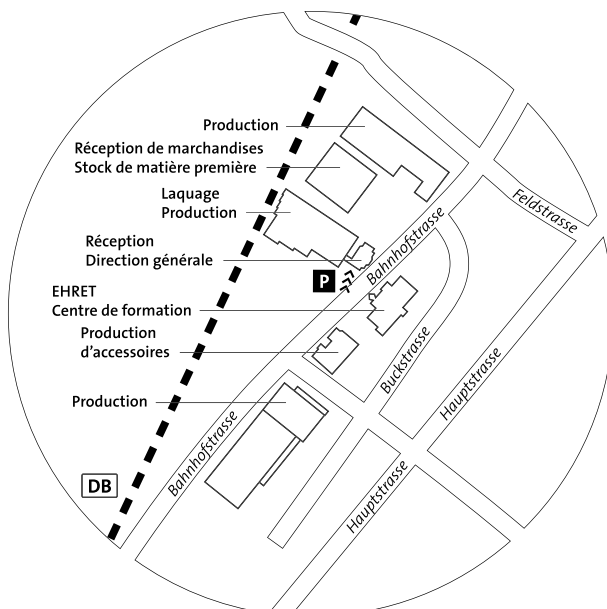 Production
Réception de marchandises
Stock de matière première
Laquage
Production
Réception
Direction générale
P
EHRET
Centre de formation
Production
d'accessoires
Production
DB
Bahnhofstrasse
Feldstrasse
Buckstrasse
Hauptstrasse
Bahnhofstrasse
Hauptstrasse